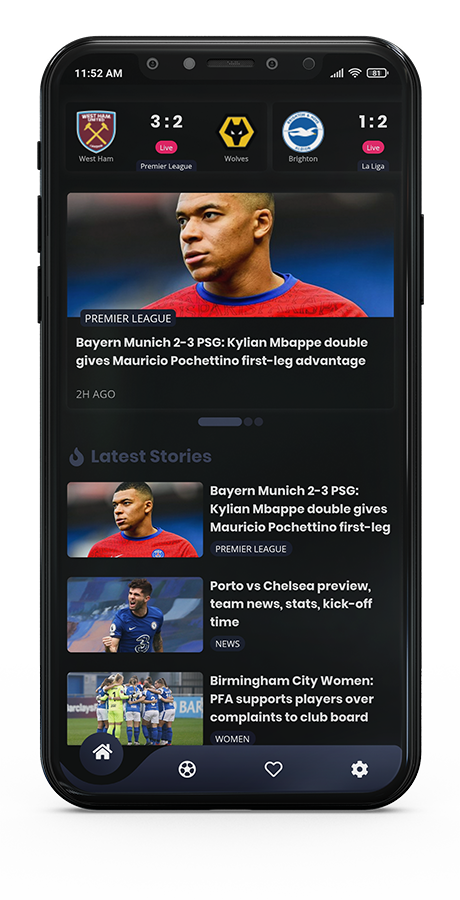 11:52 AM
81
WEST HAM
UNITED
3:2
1:2
Live
Live
West Ham
Premier League
Wolves
Brighton
La Liga
PREMIER LEAGUE
Bayern Munich 2-3 PSG: Kylian Mbappe double
gives Mauricio Pochettino first-leg advantage
2H AGO
Latest Stories
Bayern Munich 2-3 PSG:
Kylian Mbappe double gives
Mauricio Pochettino first-leg
PREMIER LEAGUE
Porto vs Chelsea preview,
team news, stats, kick-off
time
NEWS
3
Birmingham City Women:
PFA supports players over
complaints to club board
WOMEN